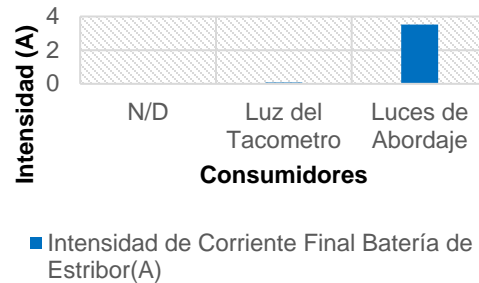 Intensidad (A)
4
2
0
N/D
Luz del
Tacometro
Luces de
Abordaje
Consumidores
Intensidad de Corriente Final Batería de
Estribor(A)